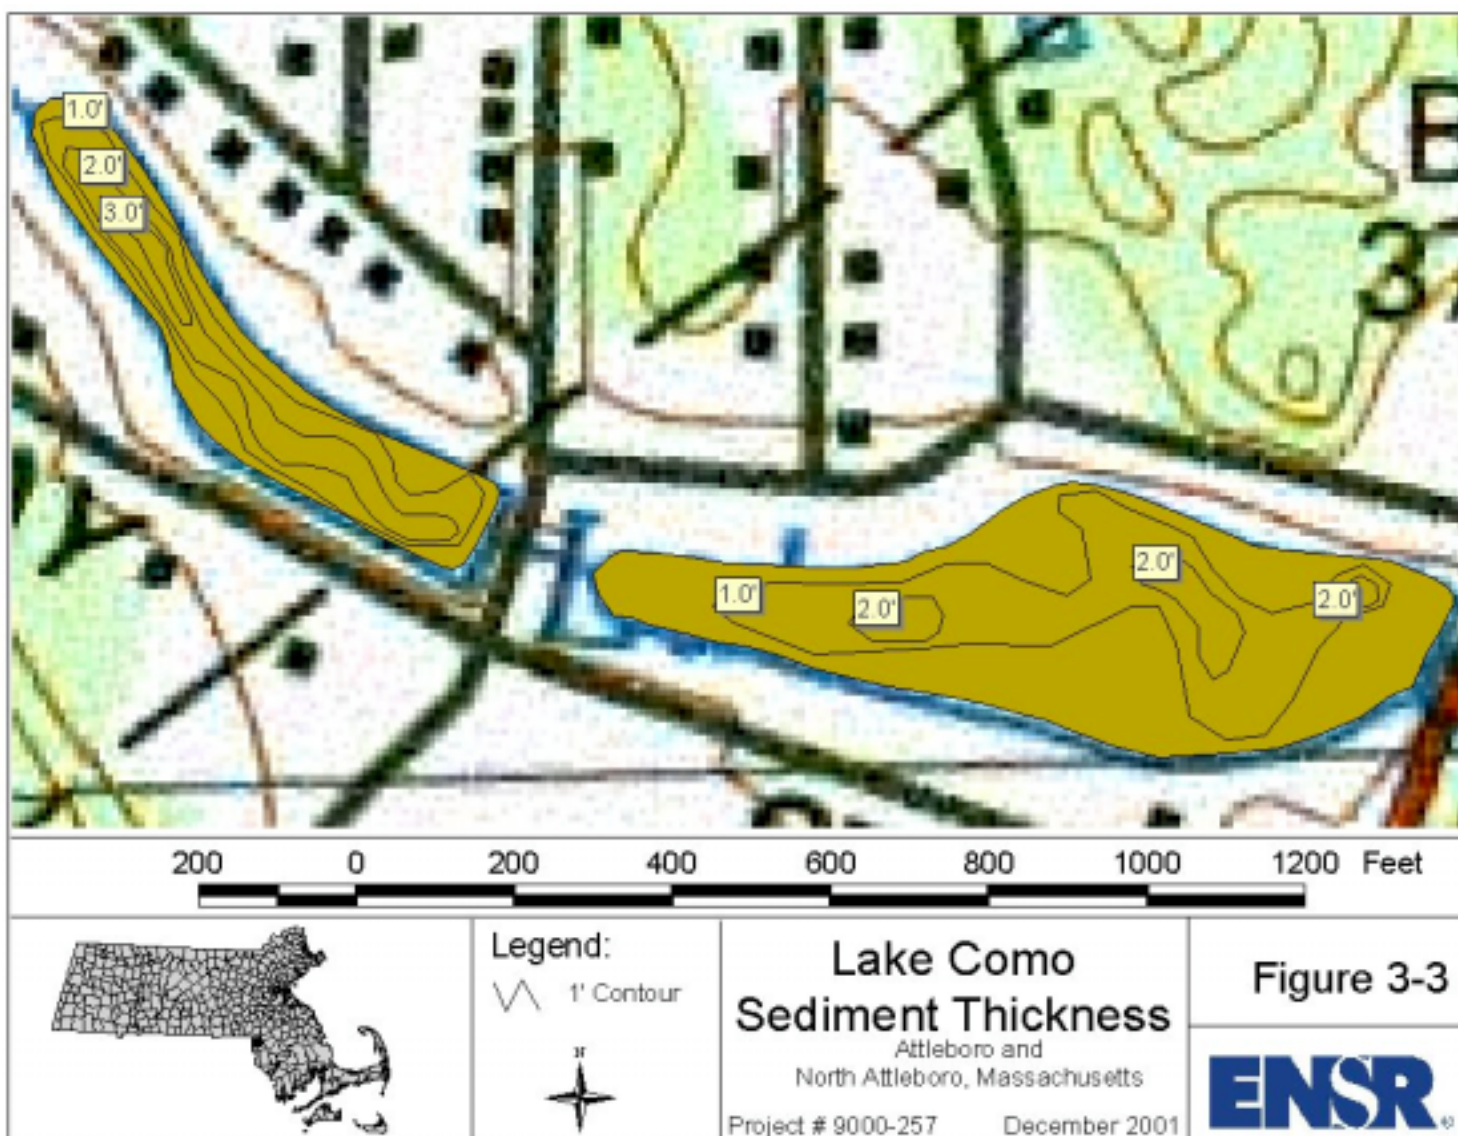 1.0'
2.0'
3.0'
B
37
Y
L
1.0'
2.0'
2.0'
2.0'
200 0 200 400 600 800 1000 1200 Feet
Legend:
1' Contour
N
Lake Como
Sediment Thickness
Attleboro and
North Attleboro, Massachusetts
Project # 9000-257 December 2001
Figure 3-3
ENSR®